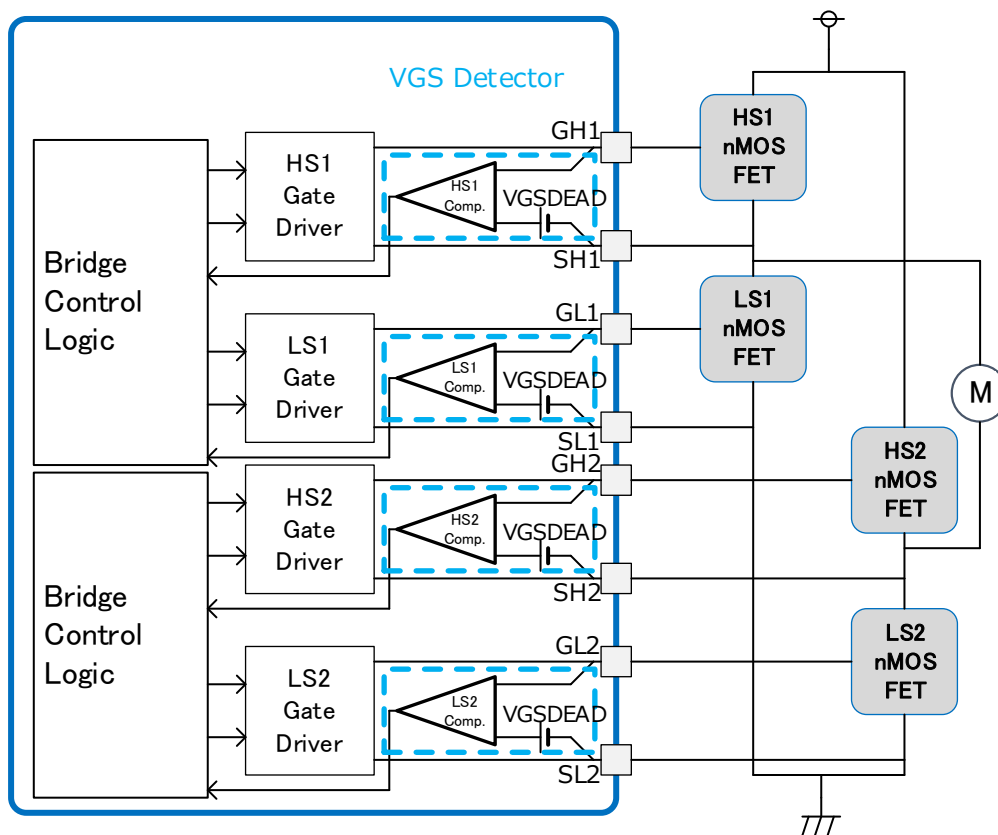 VGS Detector
GH1
HS1
nMOS
FET
HS1
Gate
Driver
HS1
Comp.
VGSDEAD
SH1
Bridge
Control
Logic
GL1
LS1
nMOS
FET
LS1
Gate
Driver
LS1
Comp.
VGSDEAD
SL1
M
GH2
HS2
nMOS
FET
HS2
Gate
Driver
HS2
Comp.
VGSDEAD
SH2
Bridge
Control
Logic
GL2
LS2
nMOS
FET
LS2
Gate
Driver
LS2
Comp.
VGSDEAD
SL2